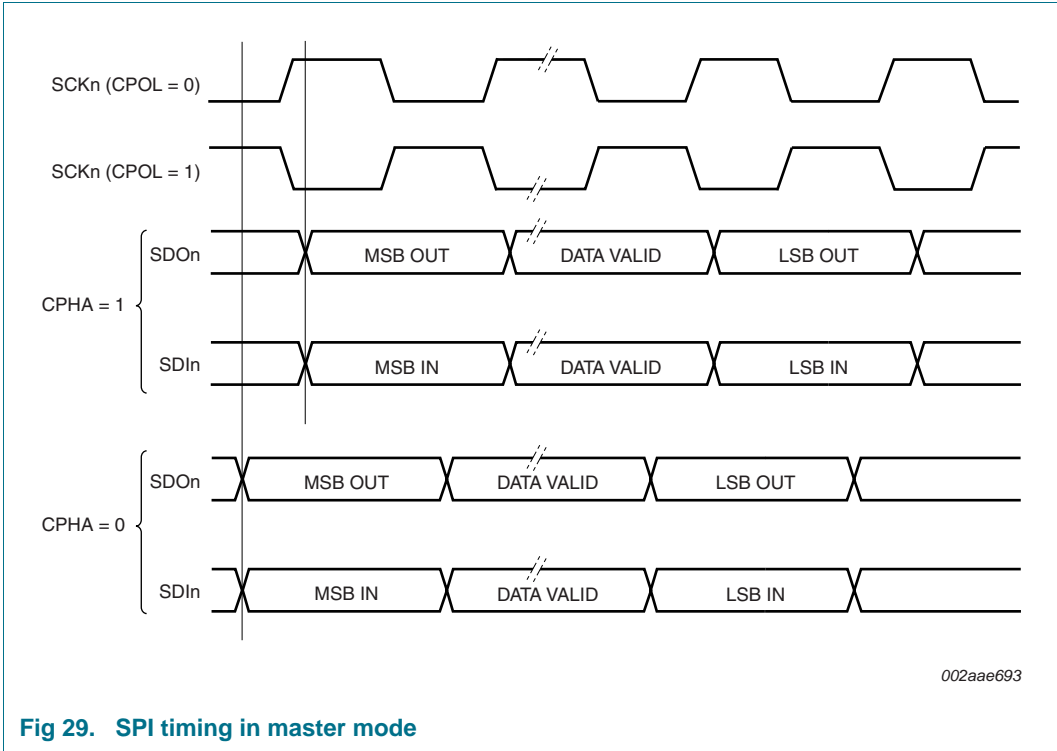 SCKn (CPOL = 0)
SCKn (CPOL = 1)
CPHA = 1
SDOn
MSB OUT
DATA VALID
LSB OUT
SDIn
MSB IN
DATA VALID
LSB IN
CPHA = 0
SDOn
MSB OUT
DATA VALID
LSB OUT
SDIn
MSB IN
DATA VALID
LSB IN
002aae693
Fig 29. SPI timing in master mode